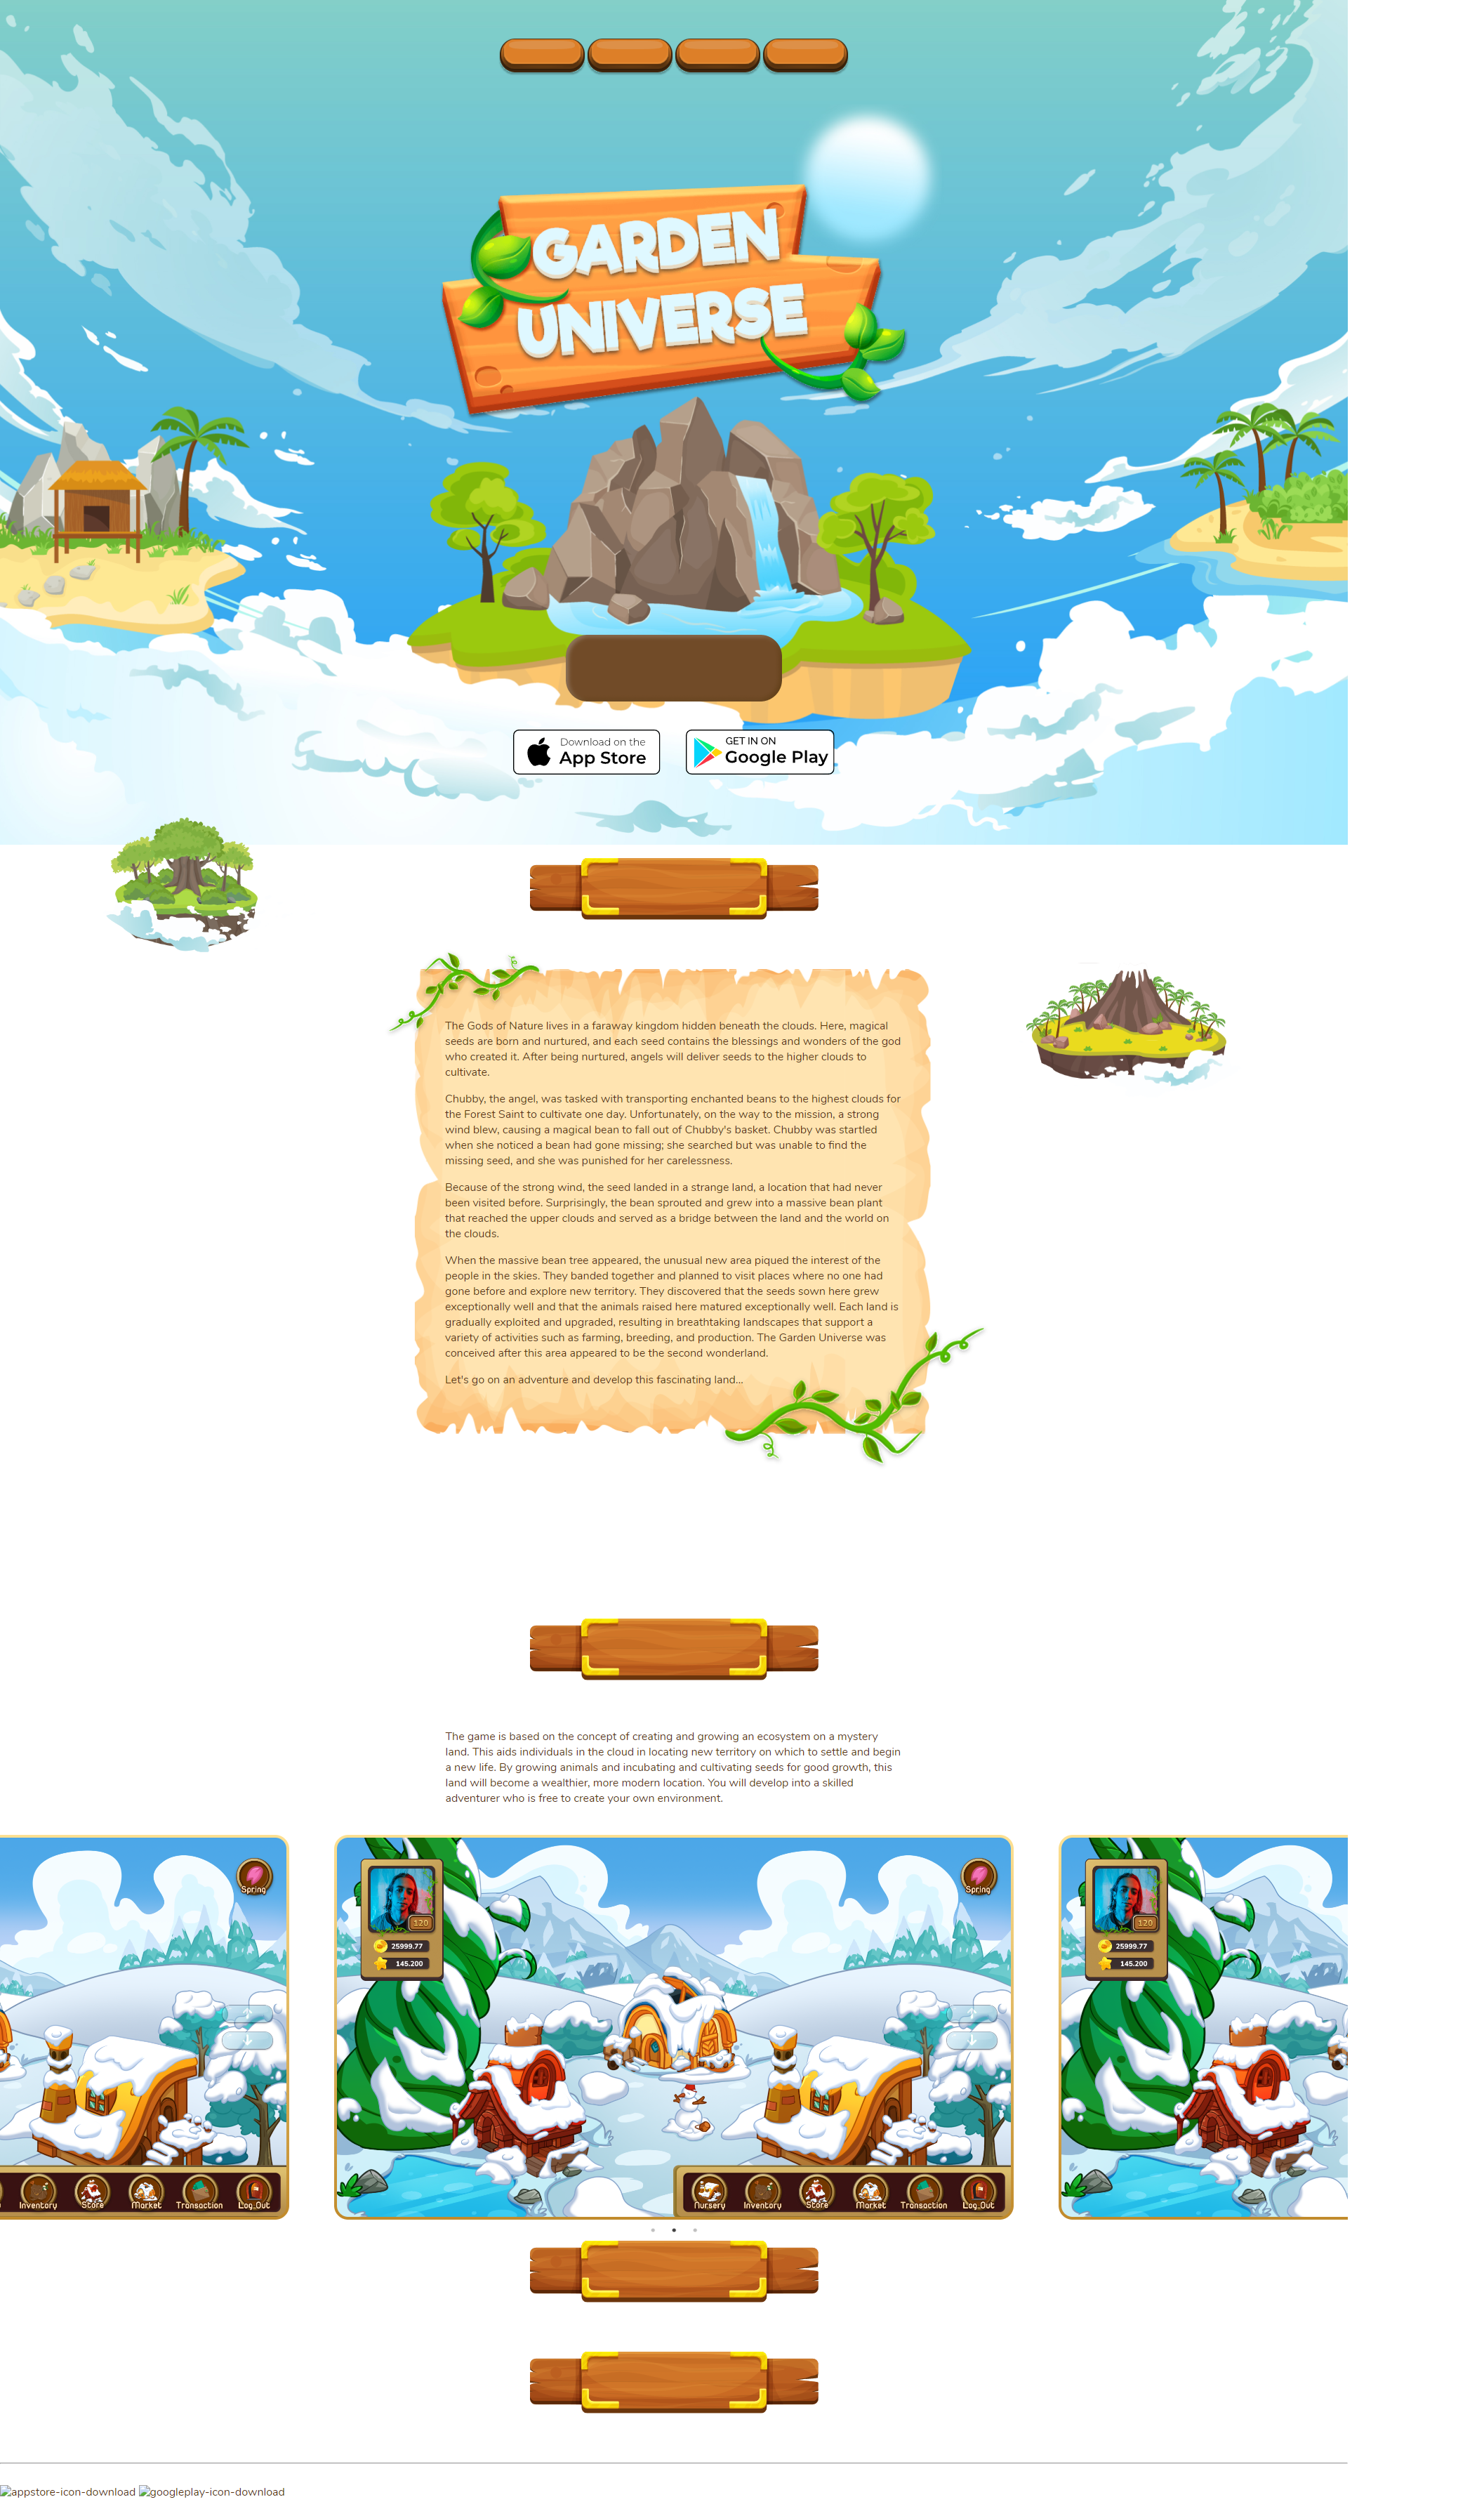 GARDEN
UNIVERSE
Download on the
App Store
GET IN ON
Google Play
The Gods of Nature lives in a faraway kingdom hidden beneath the clouds. Here, magical
seeds are born and nurtured, and each seed contains the blessings and wonders of the god
who created it. After being nurtured, angels will deliver seeds to the higher clouds to
cultivate.
Chubby, the angel, was tasked with transporting enchanted beans to the highest clouds for
the Forest Saint to cultivate one day. Unfortunately, on the way to the mission, a strong
wind blew, causing a magical bean to fall out of Chubby's basket. Chubby was startled
when she noticed a bean had gone missing; she searched but was unable to find the
missing seed, and she was punished for her carelessness.
Because of the strong wind, the seed landed in a strange land, a location that had never
been visited before. Surprisingly, the bean sprouted and grew into a massive bean plant
that reached the upper clouds and served as a bridge between the land and the world on
the clouds.
When the massive bean tree appeared, the unusual new area piqued the interest of the
people in the skies. They banded together and planned to visit places where no one had
gone before and explore new territory. They discovered that the seeds sown here grew
exceptionally well and that the animals raised here matured exceptionally well. Each land is
gradually exploited and upgraded, resulting in breathtaking landscapes that support a
variety of activities such as farming, breeding, and production. The Garden Universe was
conceived after this area appeared to be the second wonderland.
Let's go on an adventure and develop this fascinating land...
The game is based on the concept of creating and growing an ecosystem on a mystery
land. This aids individuals in the cloud in locating new territory on which to settle and begin
a new life. By growing animals and incubating and cultivating seeds for good growth, this
land will become a wealthier, more modern location. You will develop into a skilled
adventurer who is free to create your own environment.
Spring
Inventory Store Market Transaction Log_Out
120
25999.77
145.200
Spring
Nursery Inventory Store Market Transaction Log_Out
120
25999.77
145.200
appstore-icon-download googleplay-icon-download